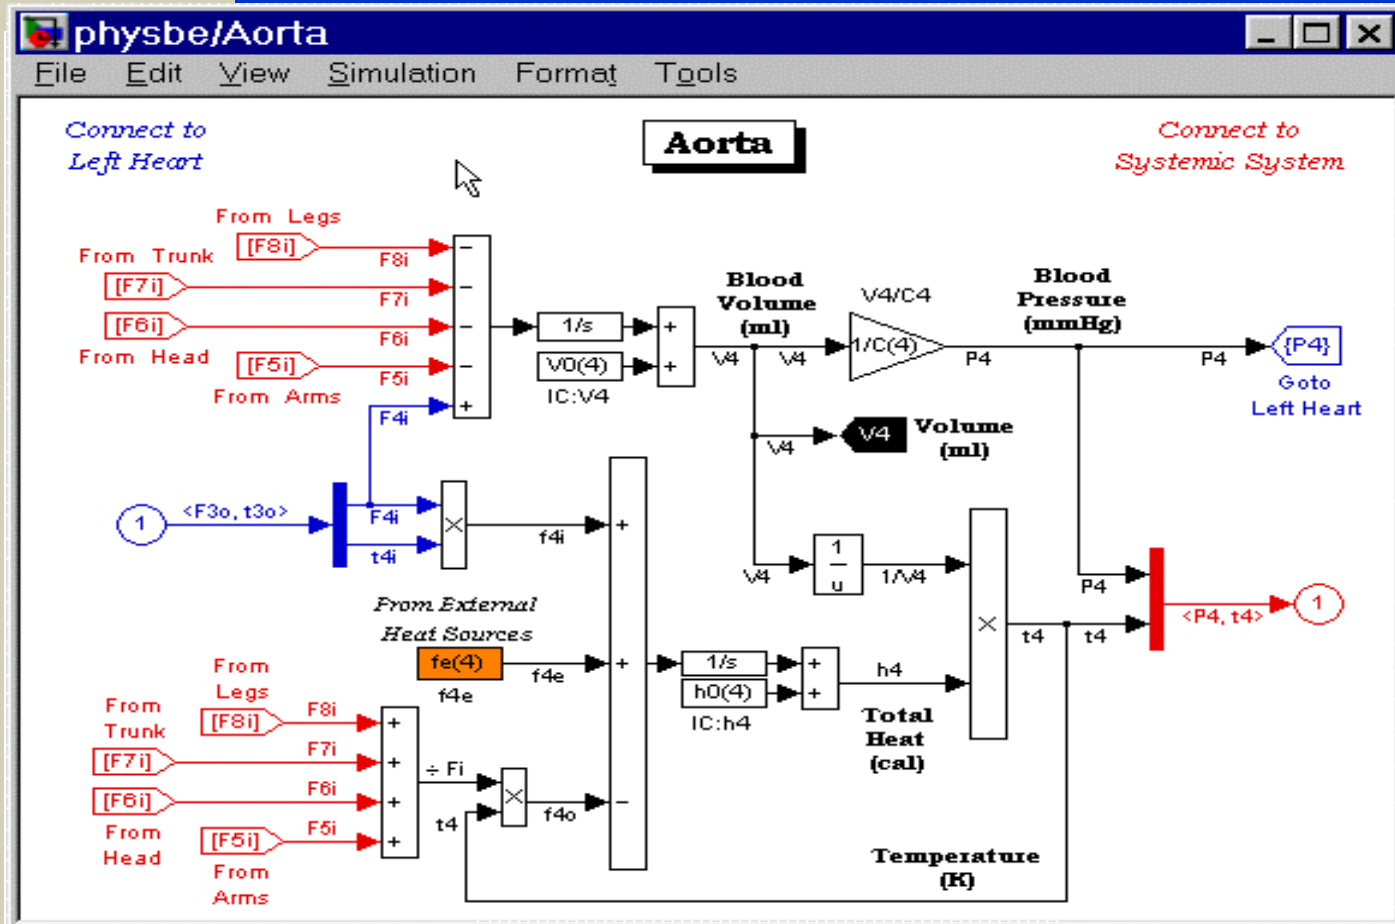 physbe/Aorta
File Edit View Simulation Format Tools
Connect to
Left Heart
Aorta
Connect to
Systemic System
From Legs
[F8i]
F8i
From Trunk
[F7i]
F7i
[F6i]
F6i
From Head
[F5i]
F5i
From Arms
F4i
−
−
−
−
+
1/s
V0(4)
IC:V4
+
+
Blood
Volume
(ml)
V4
V4
V4/C4
1/C(4)
P4
Blood
Pressure
(mmHg)
P4
{P4}
Goto
Left Heart
V4
V4
Volume
(ml)
1
<F3o, t3o>
F4i
t4i
×
f4i
+
V4
1
u
1/V4
×
P4
t4
t4
<P4, t4>
1
From External
Heat Sources
fe(4)
f4e
f4e
+
1/s
h0(4)
IC:h4
+
+
h4
Total
Heat
(cal)
From
Legs
[F8i]
F8i
From
Trunk
[F7i]
F7i
[F6i]
F6i
From
Head
[F5i]
F5i
From
Arms
+
+
+
+
÷ Fi
t4
×
f4o
−
Temperature
(K)